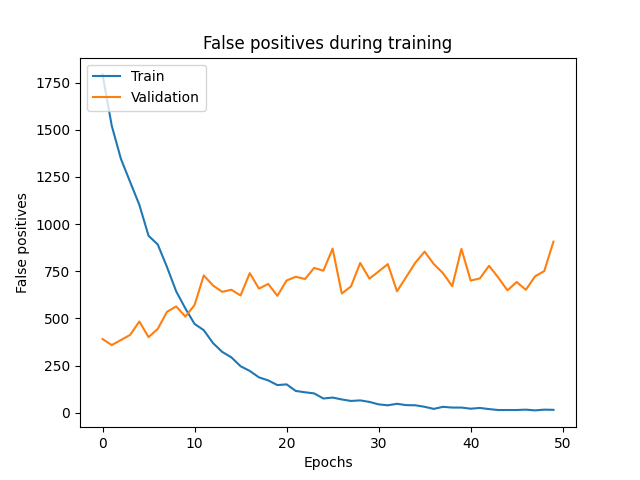 False positives during training
Train
Validation
1750
1500
1250
1000
750
500
250
0
False positives
0 10 20 30 40 50
Epochs